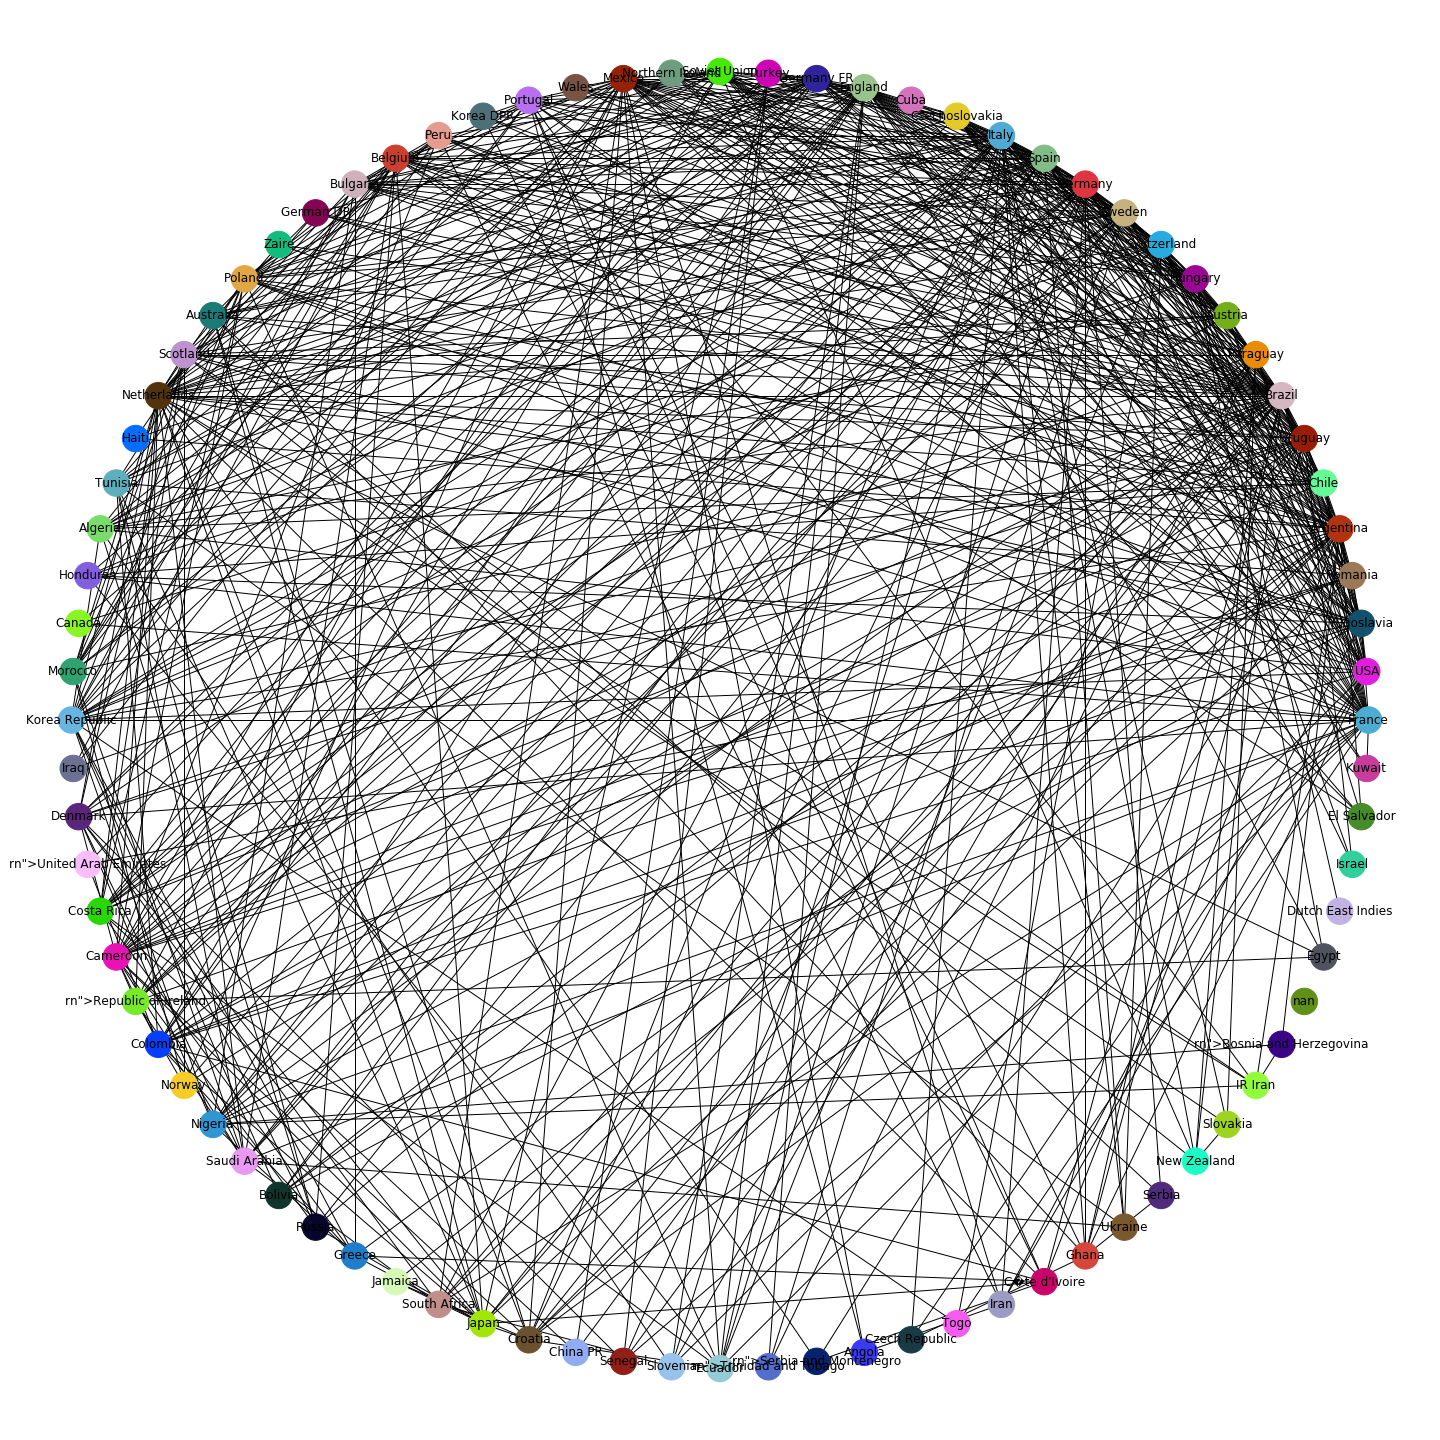 Soviet Union
Northern Ireland
Turkey
Mexico
Germany FR
Wales
England
Portugal
Cuba
Korea DPR
Czechoslovakia
Peru
Italy
Belgium
Spain
Bulgaria
Germany
German DR
Sweden
Zaire
Switzerland
Poland
Hungary
Australia
Austria
Scotland
Paraguay
Netherlands
Brazil
Haiti
Uruguay
Tunisia
Chile
Algeria
Argentina
Honduras
Romania
Canada
Yugoslavia
Morocco
USA
Korea Republic
France
Iraq
Kuwait
Denmark
El Salvador
rn">United Arab Emirates
Israel
Costa Rica
Dutch East Indies
Cameroon
Egypt
rn">Republic of Ireland
nan
Colombia
rn">Bosnia and Herzegovina
Norway
IR Iran
Nigeria
Slovakia
Saudi Arabia
New Zealand
Bolivia
Serbia
Russia
Ukraine
Greece
Ghana
Jamaica
C�te d'Ivoire
South Africa
Iran
Japan
Togo
Croatia
Czech Republic
China PR
Angola
Senegal
rn">Serbia and Montenegro
Slovenia
rn">Trinidad and Tobago
Ecuador